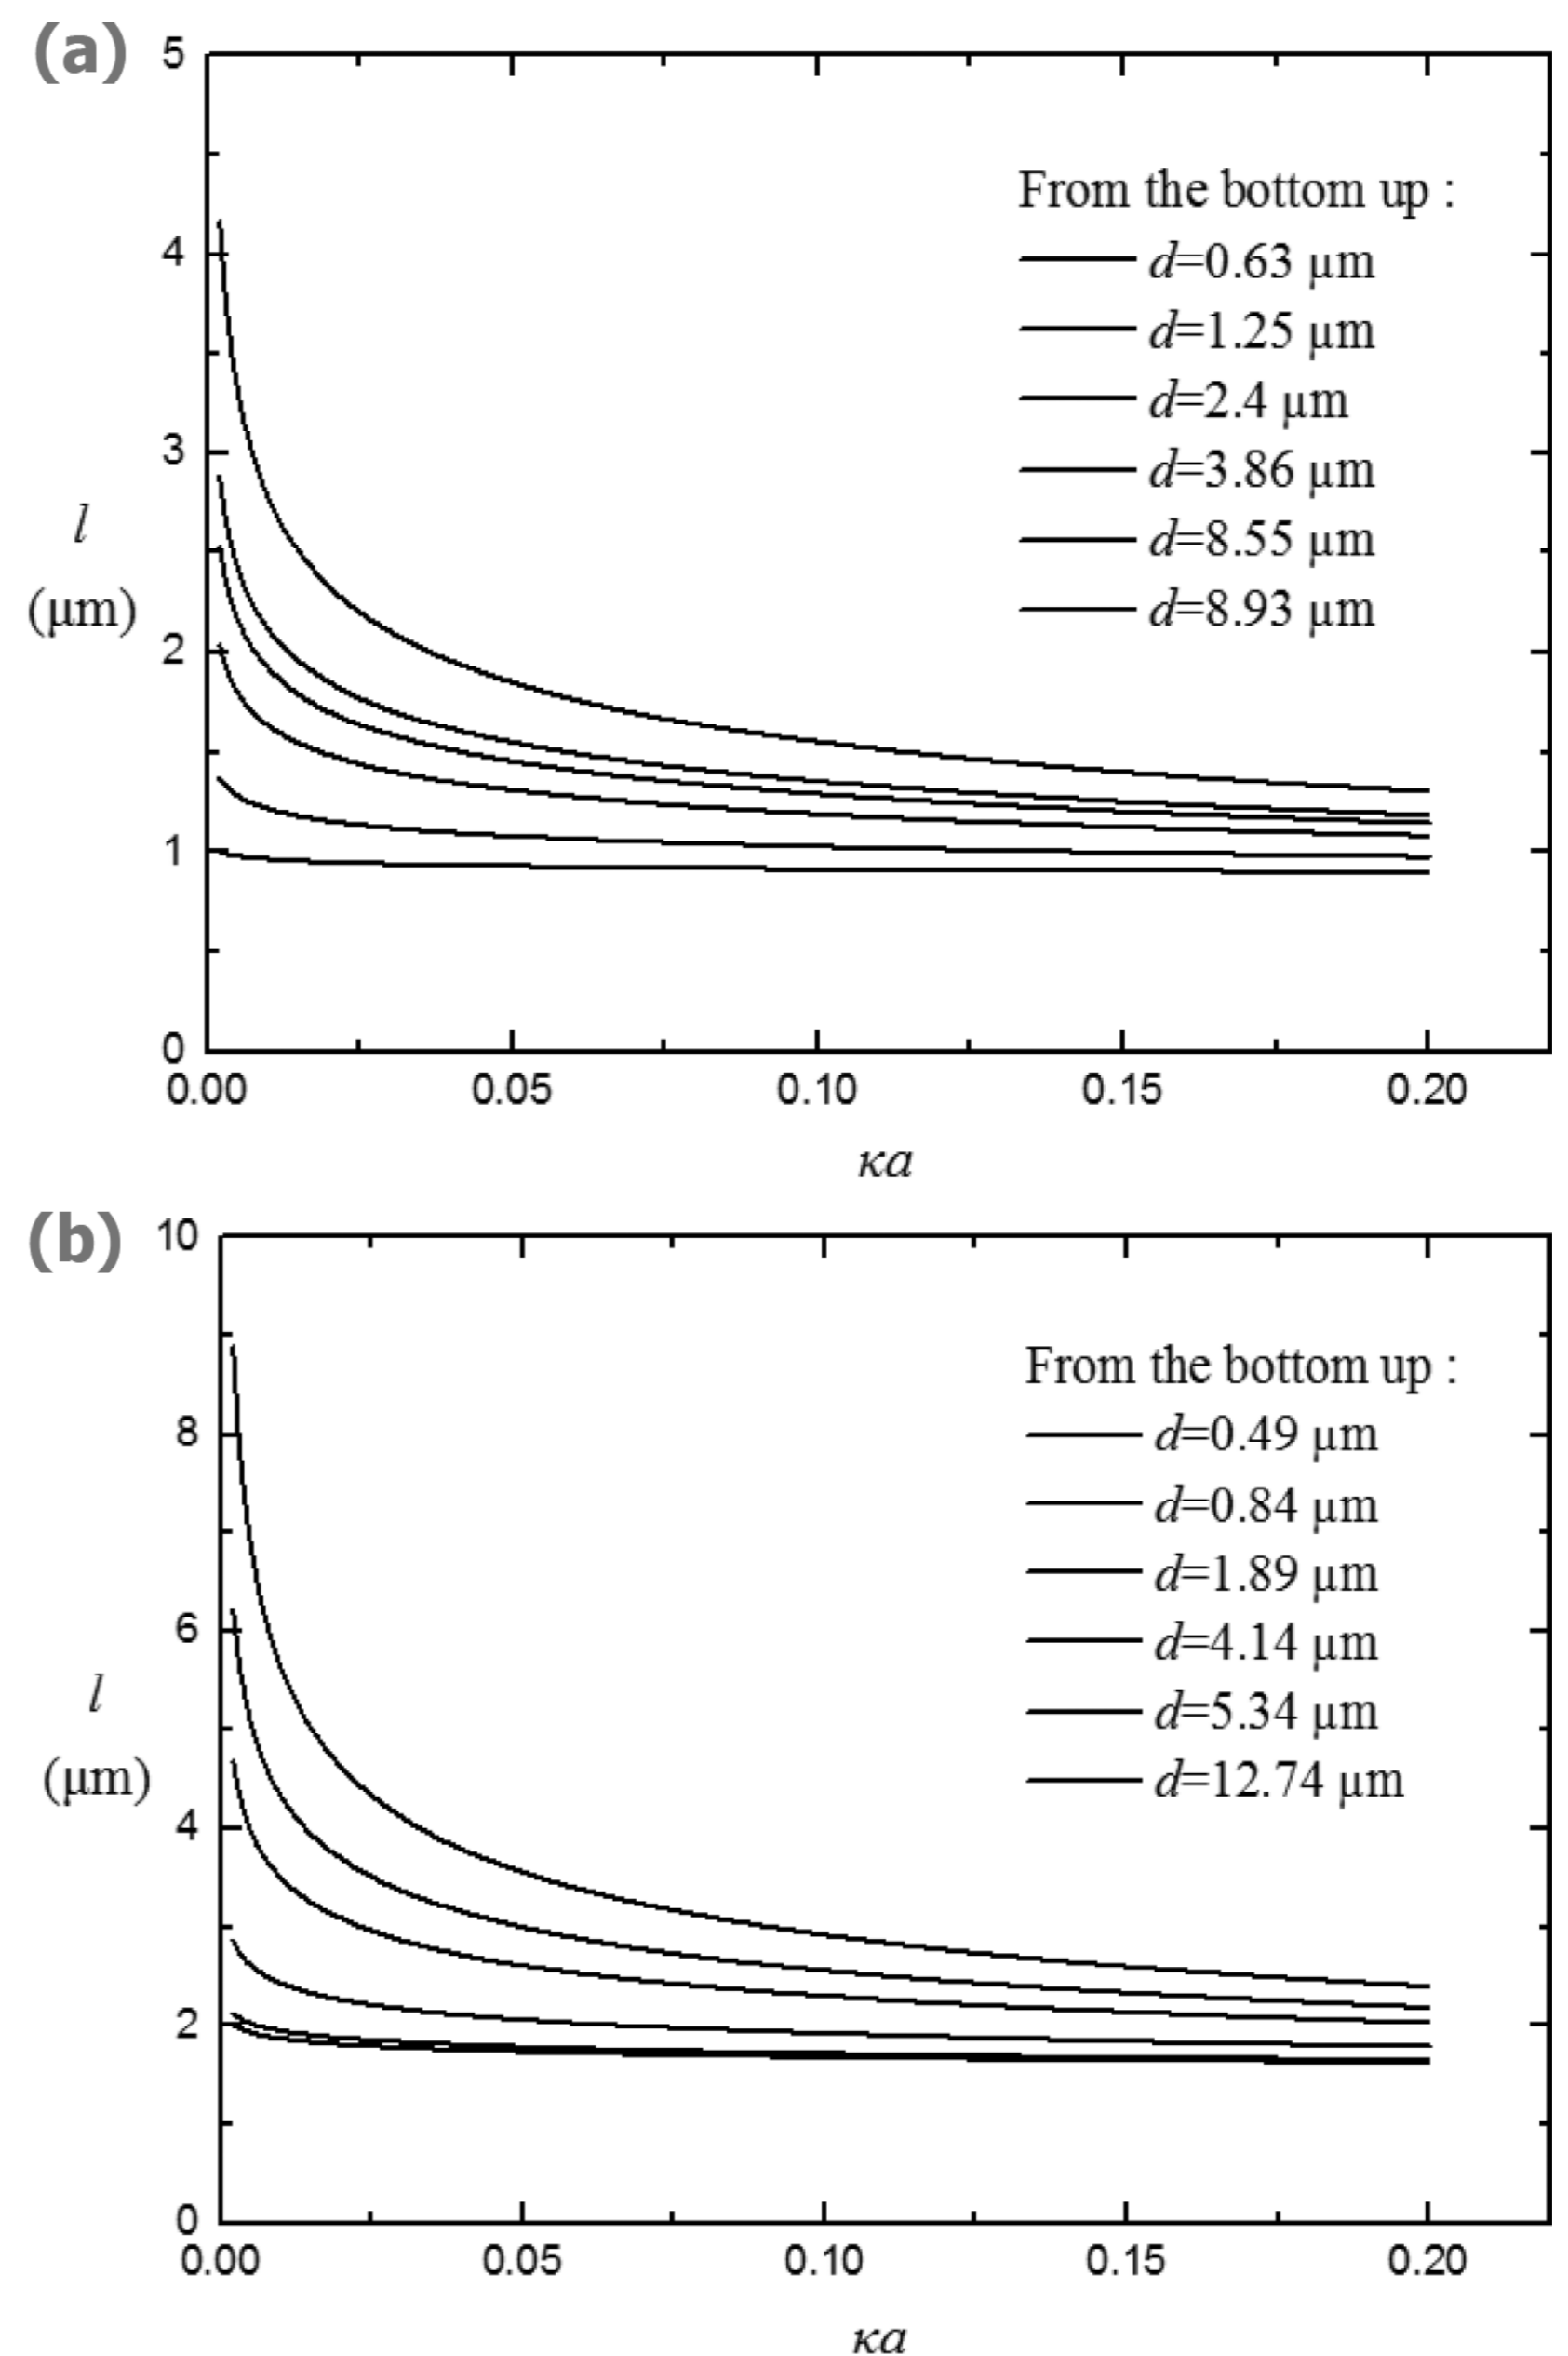 (a)
5
4
3
2
1
0
l
(μm)
From the bottom up :
d=0.63 μm
d=1.25 μm
d=2.4 μm
d=3.86 μm
d=8.55 μm
d=8.93 μm
0.00 0.05 0.10 0.15 0.20
κa
(b)
10
8
6
4
2
0
l
(μm)
From the bottom up :
d=0.49 μm
d=0.84 μm
d=1.89 μm
d=4.14 μm
d=5.34 μm
d=12.74 μm
0.00 0.05 0.10 0.15 0.20
κa